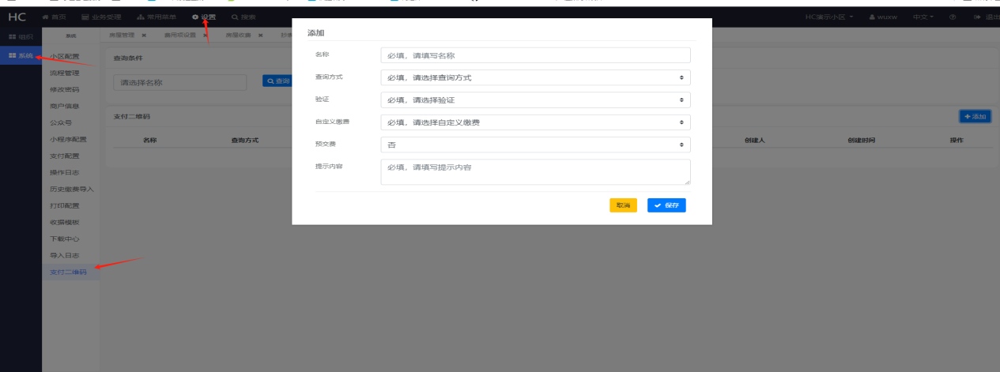 HC 首页 业务受理 常用菜单 设置 搜索 HC演示小区 wuxw 中文 退出
组织
系统
系统
小区配置
流程管理
修改密码
商户信息
公众号
小程序配置
支付配置
操作日志
历史缴费导入
打印配置
收据模板
下载中心
导入日志
支付二维码
房屋管理 × 费用项设置 × 房屋收费 ×
查询条件
请选择名称 查询
支付二维码 +添加
名称 查询方式 创建人 创建时间 操作
添加
名称 必填，请填写名称
查询方式 必填，请选择查询方式
验证 必填，请选择验证
自定义缴费 必填，请选择自定义缴费
预交费 否
提示内容 必填，请填写提示内容
取消 保存